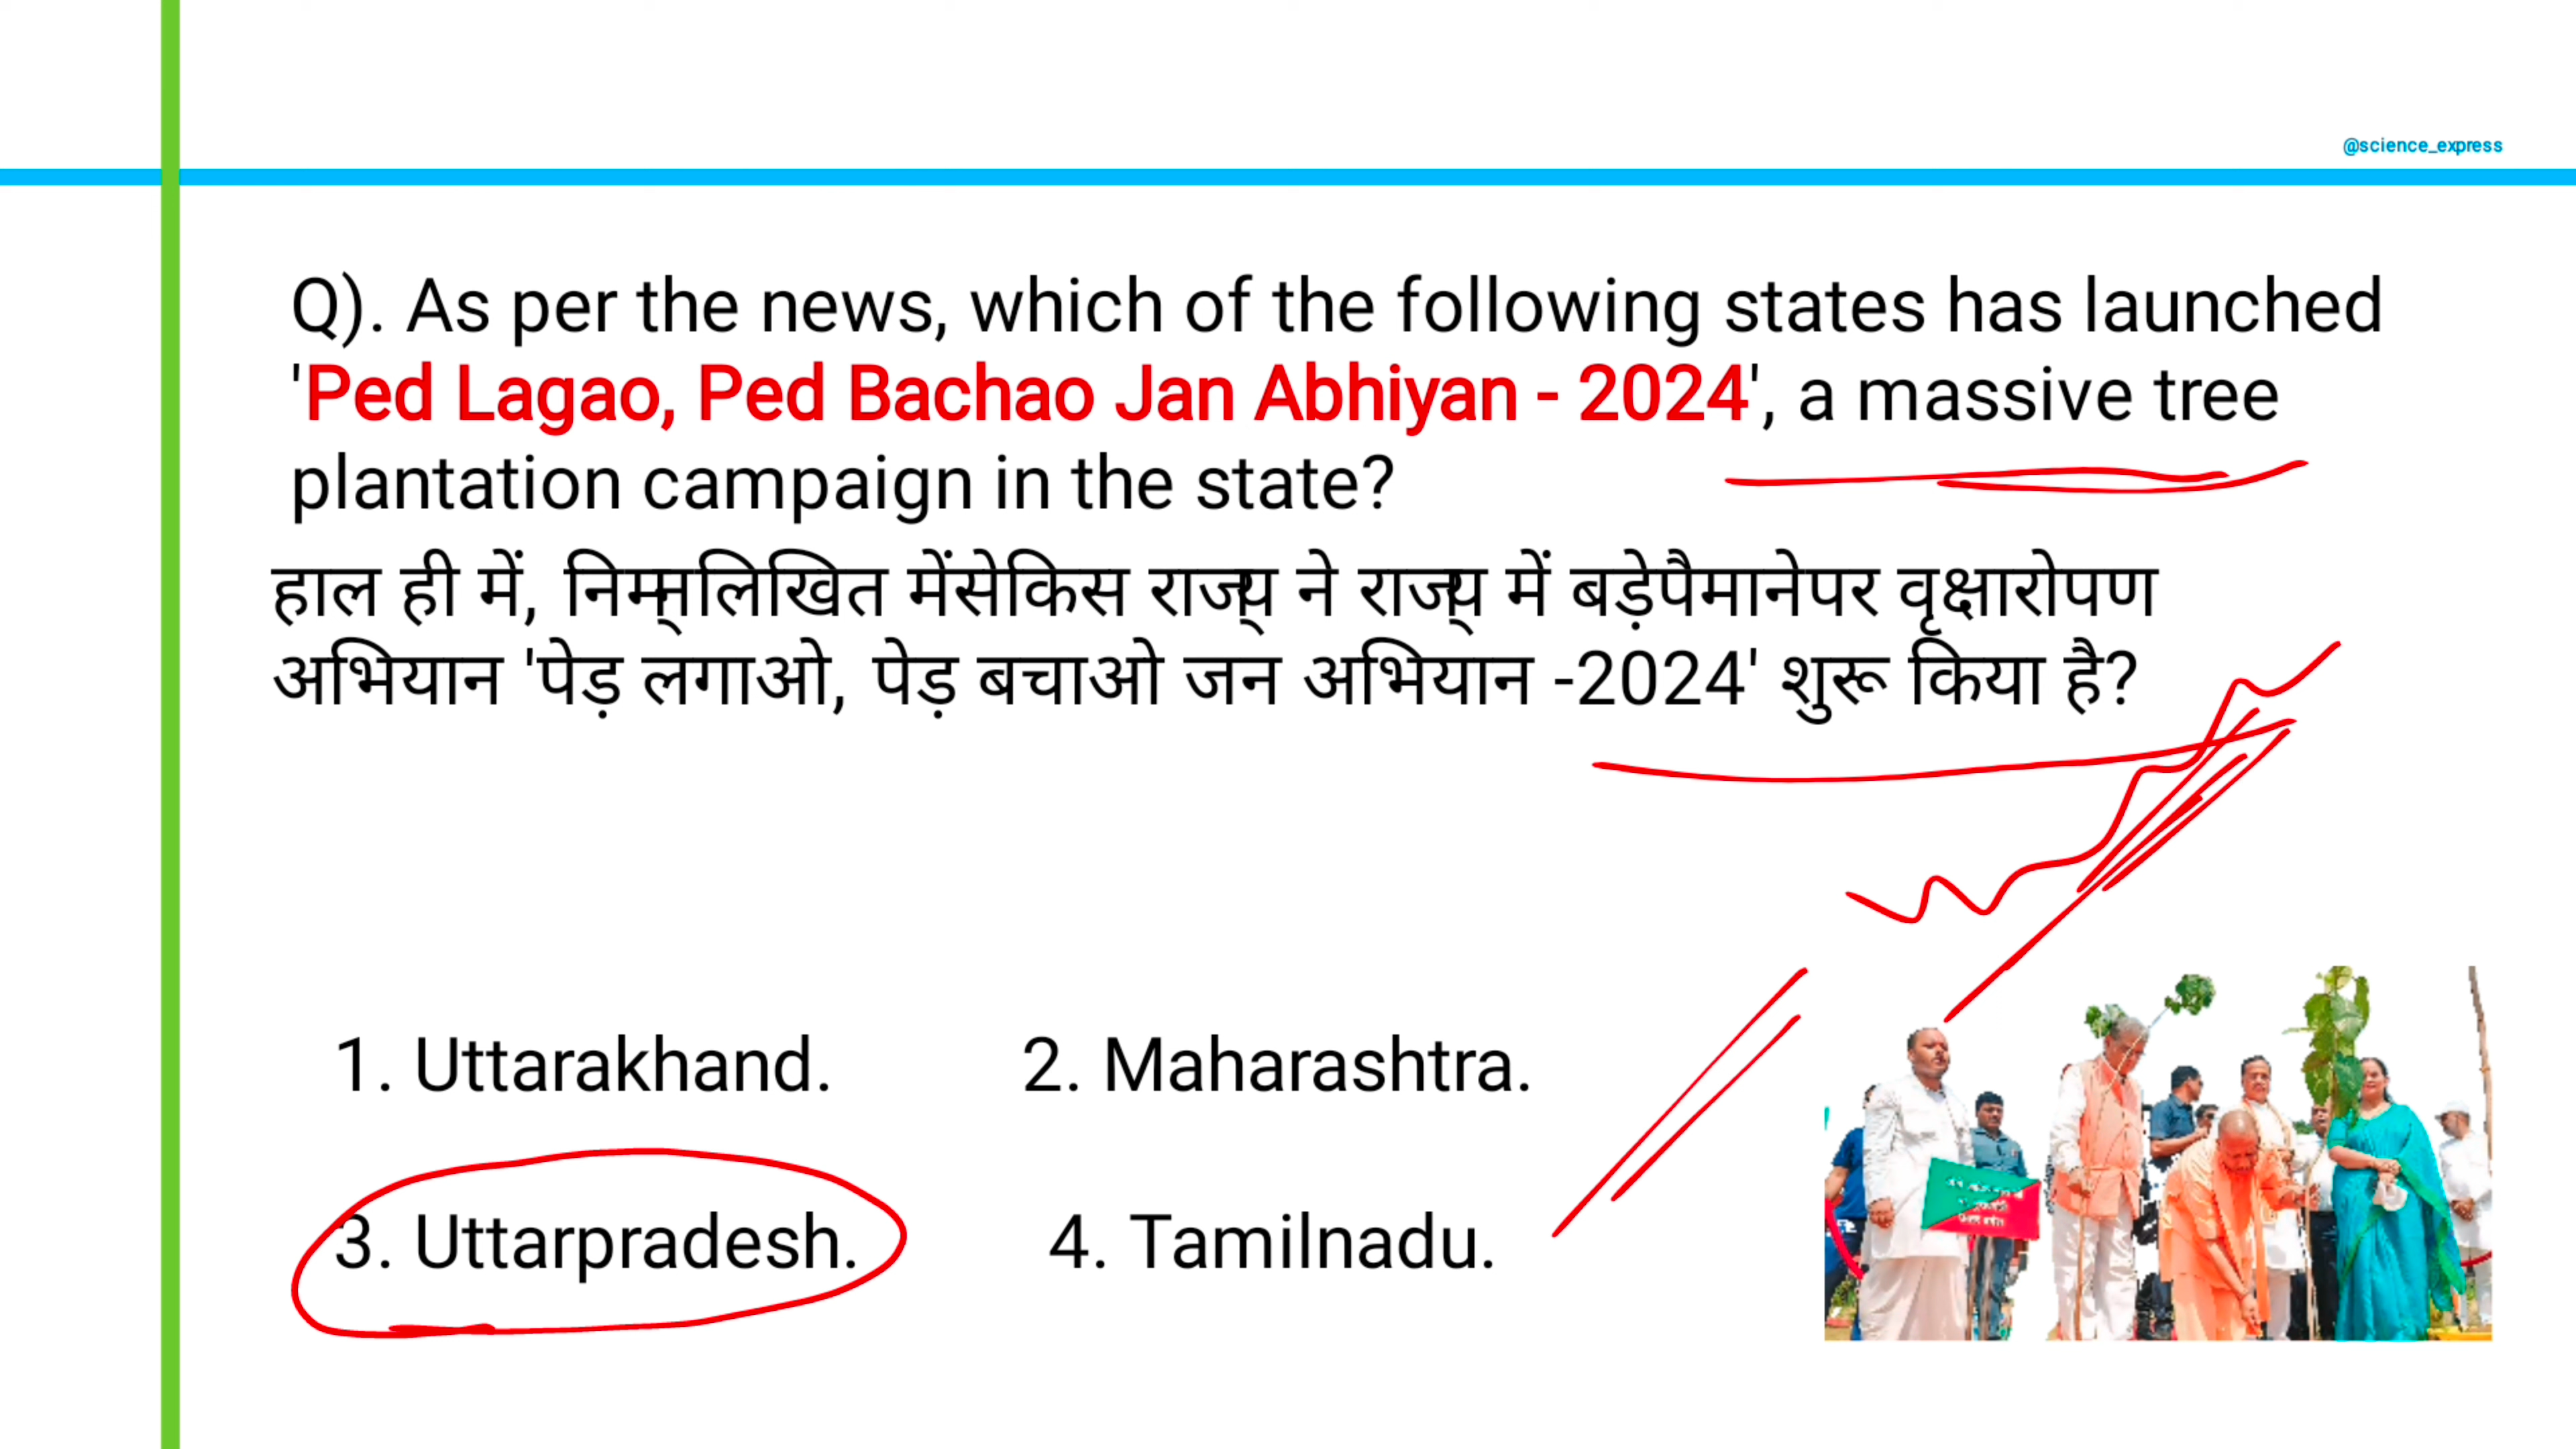 @science_express
Q). As per the news, which of the following states has launched
'Ped Lagao, Ped Bachao Jan Abhiyan - 2024', a massive tree
plantation campaign in the state?
हाल ही में, निम्नलिखित मेंसेकिस राज्य ने राज्य में बड़ेपैमानेपर वृक्षारोपण
अभियान 'पेड़ लगाओ, पेड़ बचाओ जन अभियान -2024' शुरू किया है?
1. Uttarakhand.
2. Maharashtra.
3. Uttarpradesh.
4. Tamilnadu.